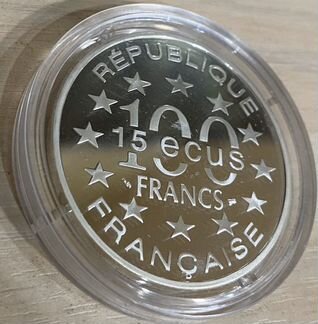 RÉPUBLIQUE
100
15 ecus
FRANCS
FRANÇAISE